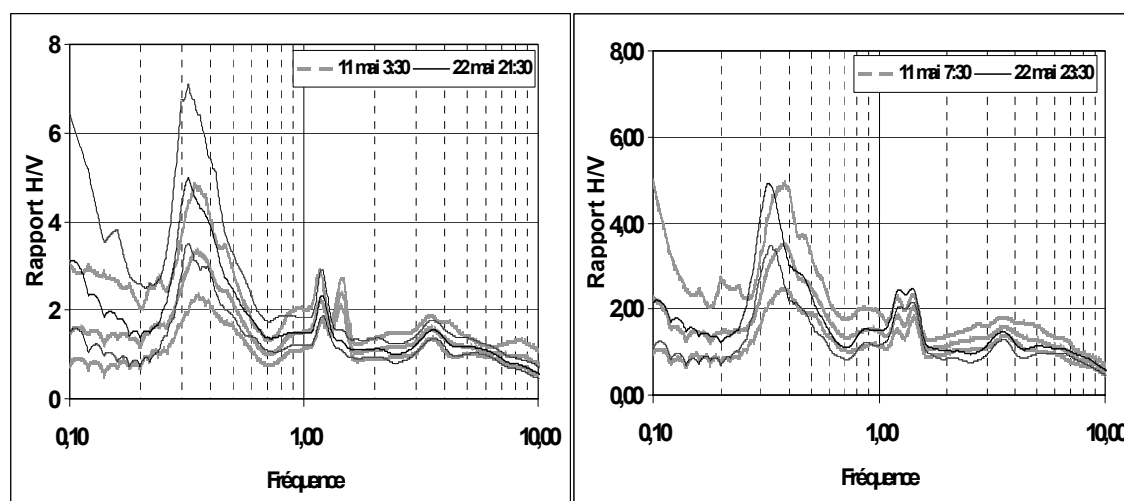 8
6
4
2
0
Rapport H/V
11 mai 3:30
22 mai 21:30
0,10
1,00
10,00
Fréquence
8,00
6,00
4,00
2,00
0,00
Rapport H/V
11 mai 7:30
22 mai 23:30
0,10
1,00
10,00
Fréquence